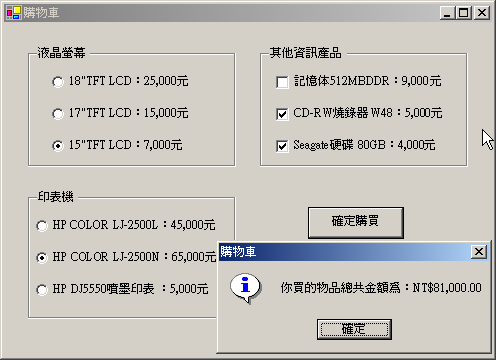 購物車
液晶螢幕
18"TFT LCD：25,000元
17"TFT LCD：15,000元
15"TFT LCD：7,000元
其他資訊產品
記憶体512MBDDR：9,000元
CD-RW燒錄器 W48：5,000元
Seagate硬碟 80GB：4,000元
印表機
HP COLOR LJ-2500L：45,000元
HP COLOR LJ-2500N：65,000元
HP DJ5550噴墨印表 ：5,000元
確定購買
購物車
你買的物品總共金額爲：NT$81,000.00
確定